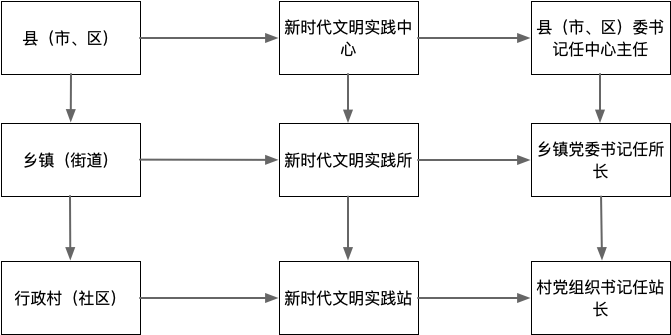 县（市、区）
新时代文明实践中
心
县（市、区）委书
记任中心主任
乡镇（街道）
新时代文明实践所
乡镇党委书记任所
长
行政村（社区）
新时代文明实践站
村党组织书记任站
长